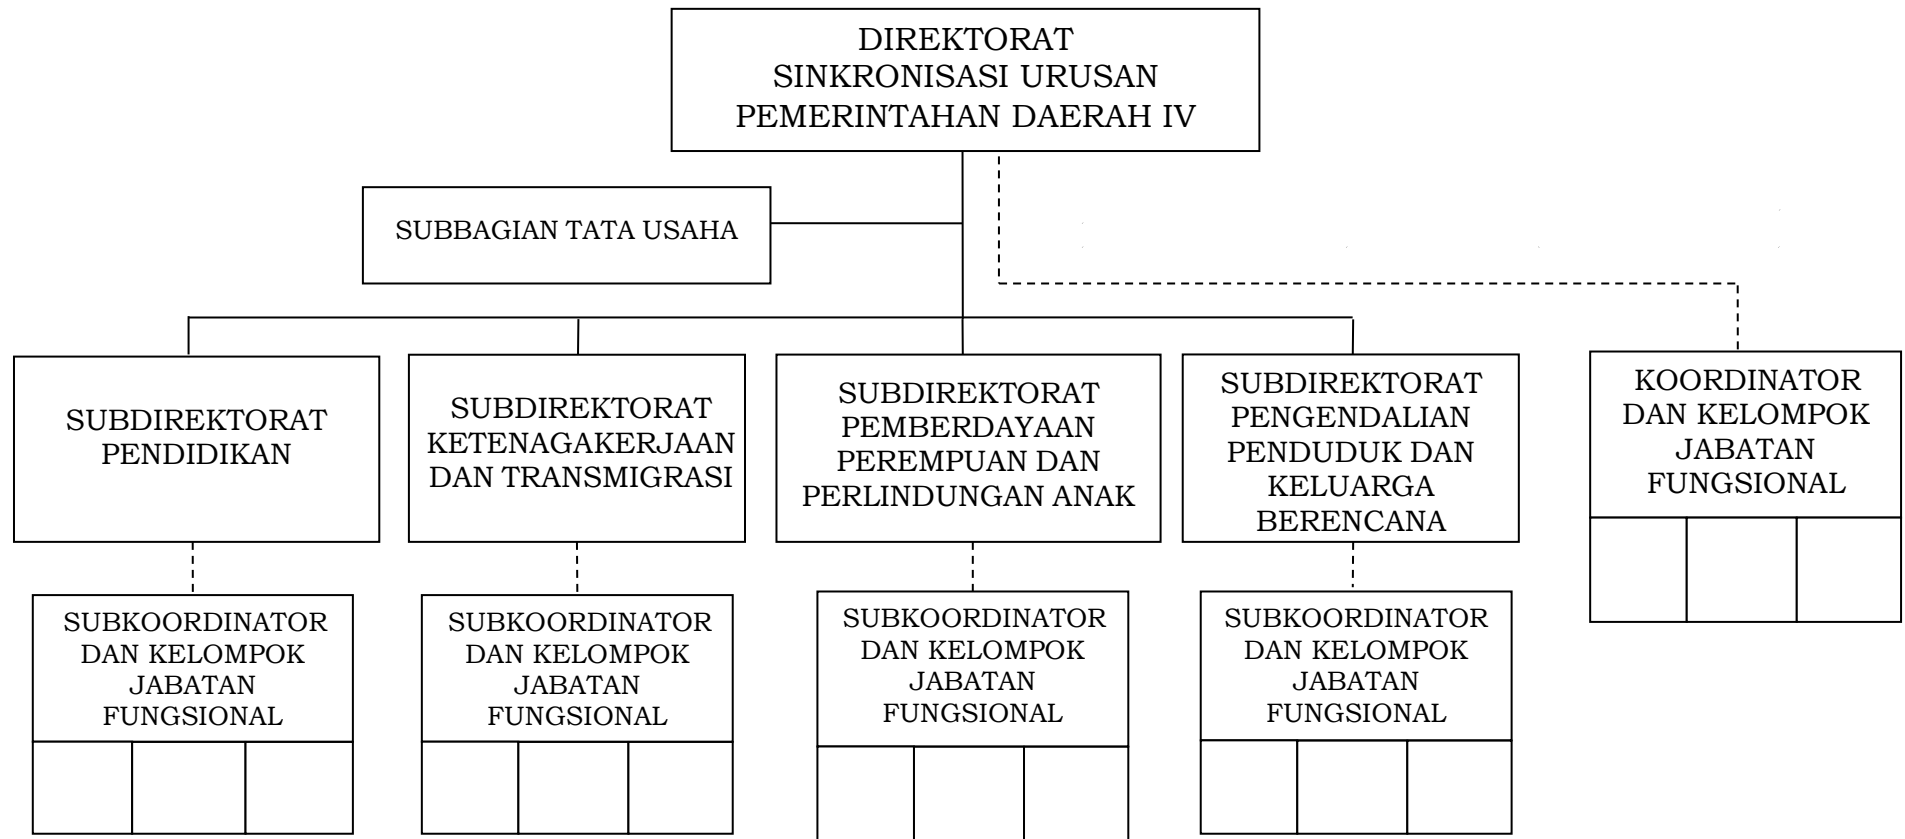 DIREKTORAT
SINKRONISASI URUSAN
PEMERINTAHAN DAERAH IV
SUBBAGIAN TATA USAHA
SUBDIREKTORAT
PENDIDIKAN
SUBDIREKTORAT
KETENAGAKERJAAN
DAN TRANSMIGRASI
SUBDIREKTORAT
PEMBERDAYAAN
PEREMPUAN DAN
PERLINDUNGAN ANAK
SUBDIREKTORAT
PENGENDALIAN
PENDUDUK DAN
KELUARGA
BERENCANA
KOORDINATOR
DAN KELOMPOK
JABATAN
FUNGSIONAL
SUBKOORDINATOR
DAN KELOMPOK
JABATAN
FUNGSIONAL
SUBKOORDINATOR
DAN KELOMPOK
JABATAN
FUNGSIONAL
SUBKOORDINATOR
DAN KELOMPOK
JABATAN
FUNGSIONAL
SUBKOORDINATOR
DAN KELOMPOK
JABATAN
FUNGSIONAL